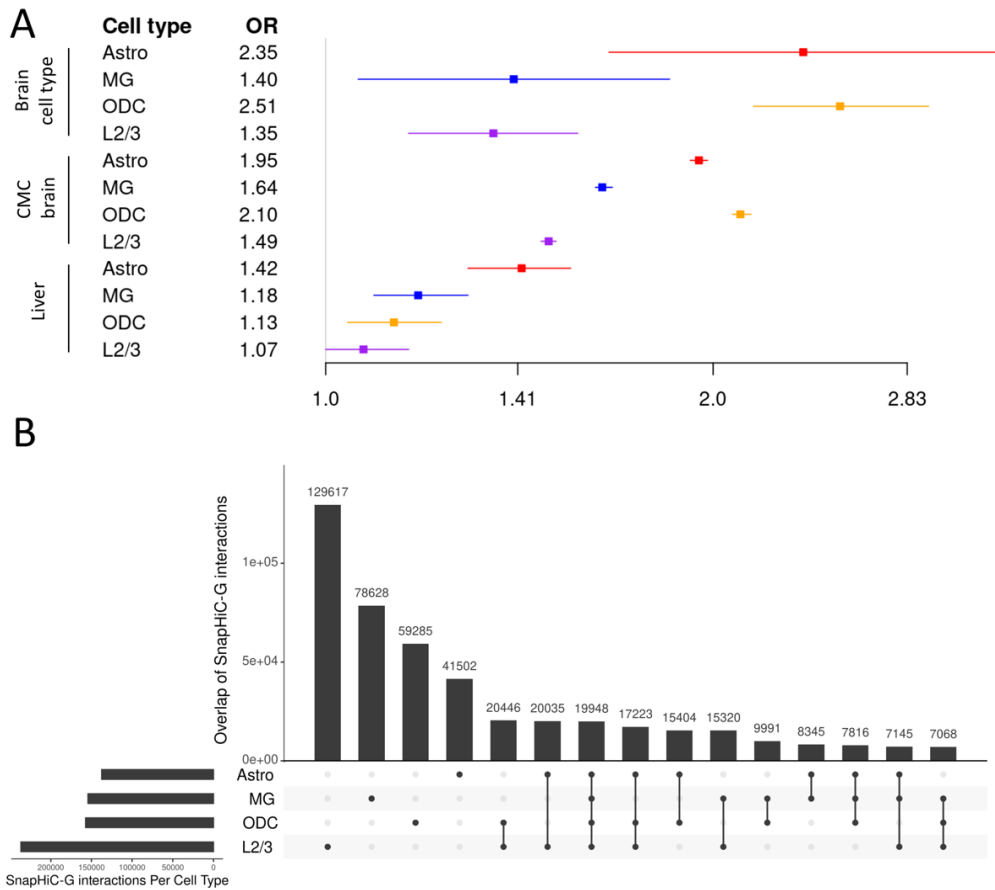 A
Cell type OR
Brain cell type
Astro 2.35
MG 1.40
ODC 2.51
L2/3 1.35
CMC brain
Astro 1.95
MG 1.64
ODC 2.10
L2/3 1.49
Liver
Astro 1.42
MG 1.18
ODC 1.13
L2/3 1.07
1.0 1.41 2.0 2.83
B
Overlap of SnapHiC-G interactions
1e+05
5e+04
0e+00
129617 78628 59285 41502 20446 20035 19948 17223 15404 15320 9991 8345 7816 7145 7068
Astro
MG
ODC
L2/3
200000 150000 100000 50000 0
SnapHiC-G interactions Per Cell Type